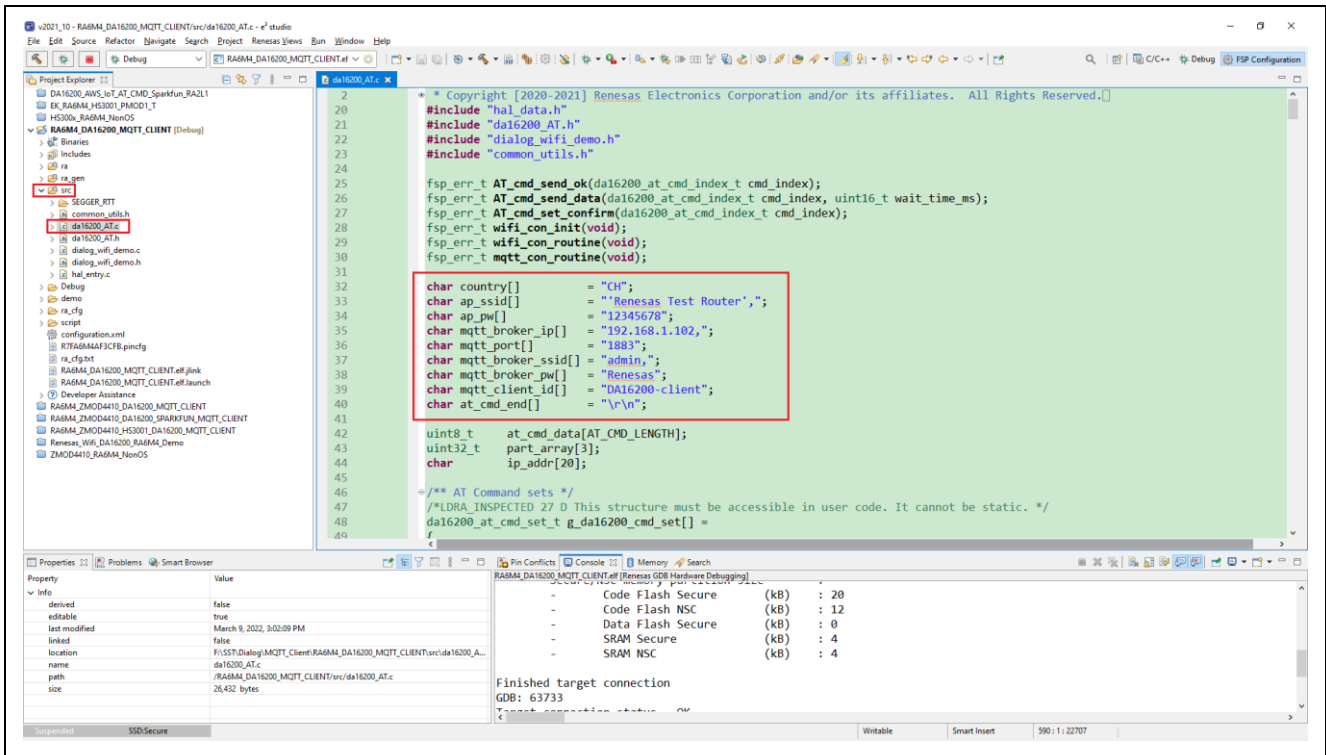 v2021_10 - RA6M4_DA16200_MQTT_CLIENT/src/da16200_AT.c - e² studio
File Edit Source Refactor Navigate Search Project Renesas Views Run Window Help
Debug
RA6M4_DA16200_MQTT_CLIENT.el
C/C++
Debug
FSP Configuration
Project Explorer
DA16200_AWS_IoT_AT_CMD_Sparkfun_RA2L1
EK_RA6M4_HS3001_PMOD1_T
HS300x_RA6M4_NonOS
RA6M4_DA16200_MQTT_CLIENT [Debug]
Binaries
Includes
ra
ra_gen
src
SEGGER_RTT
common_utils.h
da16200_AT.c
da16200_AT.h
dialog_wifi_demo.c
dialog_wifi_demo.h
hal_entry.c
Debug
demo
ra_cfg
script
configuration.xml
R7FA6M4AF3CFB.pincfg
ra_cfg.txt
RA6M4_DA16200_MQTT_CLIENT.elf.jlink
RA6M4_DA16200_MQTT_CLIENT.elf.launch
Developer Assistance
RA6M4_ZMOD4410_DA16200_MQTT_CLIENT
RA6M4_ZMOD4410_DA16200_SPARKFUN_MQTT_CLIENT
RA6M4_ZMOD4410_HS3001_DA16200_MQTT_CLIENT
Renesas_Wifi_DA16200_RA6M4_Demo
ZMOD4410_RA6M4_NonOS
da16200_AT.c
2 * Copyright [2020-2021] Renesas Electronics Corporation and/or its affiliates. All Rights Reserved.
20 #include "hal_data.h"
21 #include "da16200_AT.h"
22 #include "dialog_wifi_demo.h"
23 #include "common_utils.h"
24
25 fsp_err_t AT_cmd_send_ok(da16200_at_cmd_index_t cmd_index);
26 fsp_err_t AT_cmd_send_data(da16200_at_cmd_index_t cmd_index, uint16_t wait_time_ms);
27 fsp_err_t AT_cmd_set_confirm(da16200_at_cmd_index_t cmd_index);
28 fsp_err_t wifi_con_init(void);
29 fsp_err_t wifi_con_routine(void);
30 fsp_err_t mqtt_con_routine(void);
31
32 char country[] = "CH";
33 char ap_ssid[] = "'Renesas Test Router',";
34 char ap_pw[] = "12345678";
35 char mqtt_broker_ip[] = "192.168.1.102,";
36 char mqtt_port[] = "1883";
37 char mqtt_broker_ssid[] = "admin,";
38 char mqtt_broker_pw[] = "Renesas";
39 char mqtt_client_id[] = "DA16200-client";
40 char at_cmd_end[] = "\r\n";
41
42 uint8_t at_cmd_data[AT_CMD_LENGTH];
43 uint32_t part_array[3];
44 char ip_addr[20];
45
46 /** AT Command sets */
47 /*LDRA_INSPECTED 27 D This structure must be accessible in user code. It cannot be static. */
48 da16200_at_cmd_set_t g_da16200_cmd_set[] =
49 {
Properties Problems Smart Browser
Property Value
Info
derived false
editable true
last modified March 9, 2022, 3:02:09 PM
linked false
location F:\SST\Dialog\MQTT_Client\RA6M4_DA16200_MQTT_CLIENT\src\da16200_A...
name da16200_AT.c
path /RA6M4_DA16200_MQTT_CLIENT/src/da16200_AT.c
size 26,432 bytes
Pin Conflicts Console Memory Search
RA6M4_DA16200_MQTT_CLIENT.elf [Renesas GDB Hardware Debugging]
Secure/NSC memory partition size :
- Code Flash Secure (kB) : 20
- Code Flash NSC (kB) : 12
- Data Flash Secure (kB) : 0
- SRAM Secure (kB) : 4
- SRAM NSC (kB) : 4
Finished target connection
GDB: 63733
Target connection status - OK
Suspended SSD:Secure Writable Smart Insert 590 : 1 : 22707